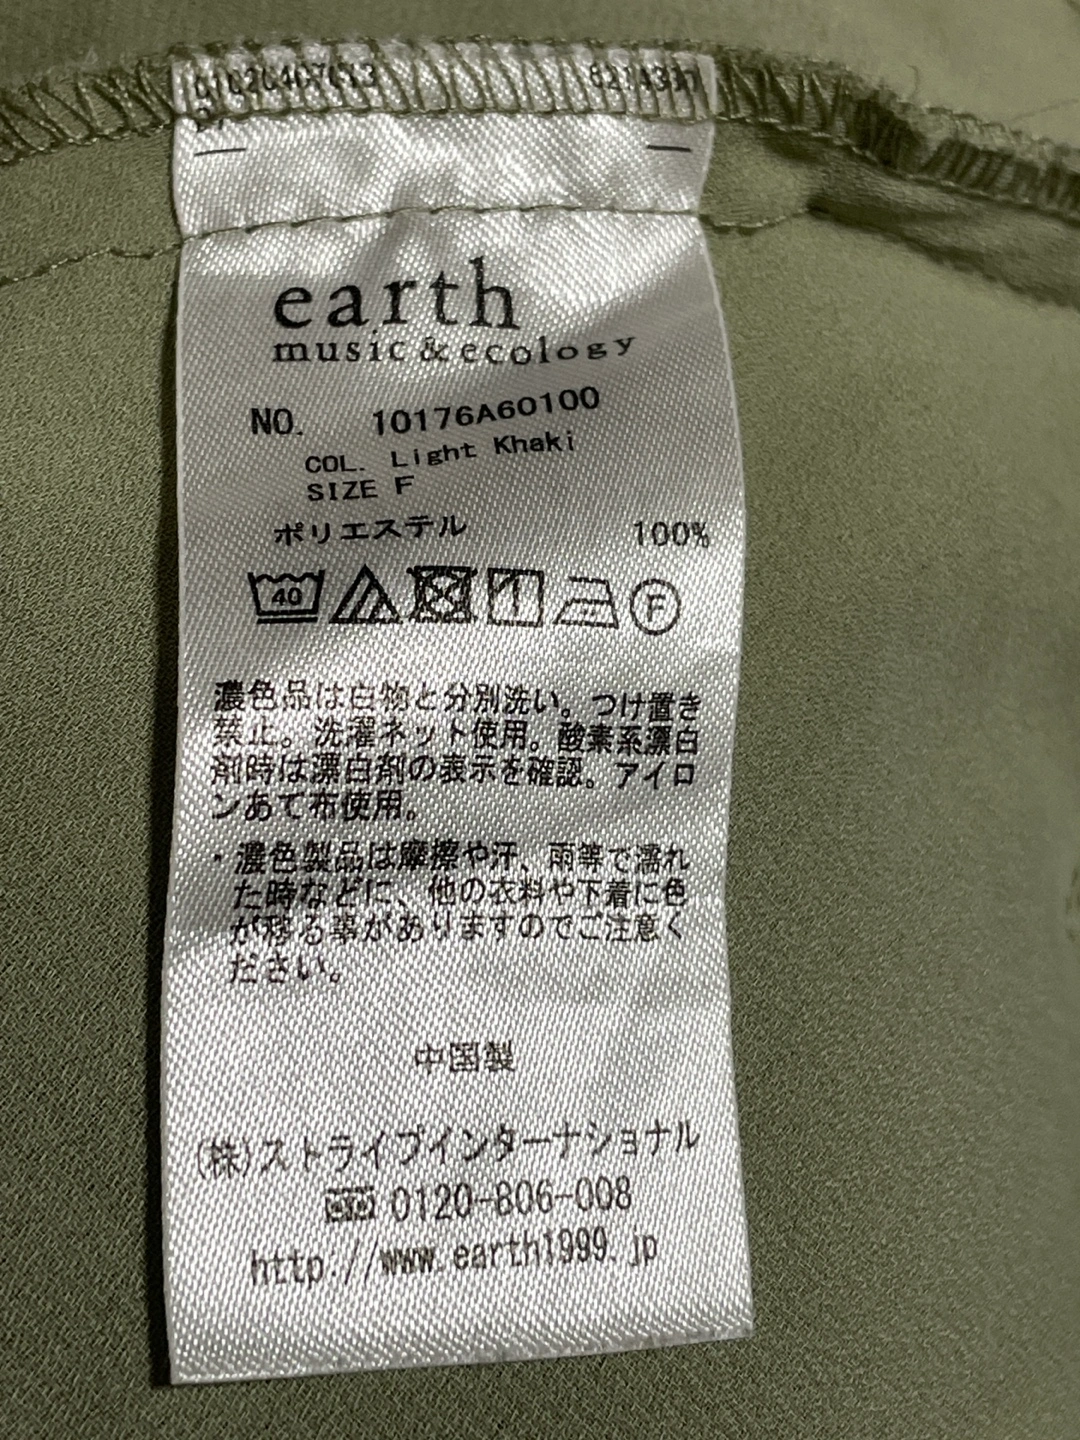 earth
music&ecology
NO. 10176A60100
COL. Light Khaki
SIZE F
ポリエステル 100%
40
F
濃色品は白物と分別洗い。つけ置き
禁止。洗濯ネット使用。酸素系漂白
剤時は漂白剤の表示を確認。アイロ
ンあて布使用。
・濃色製品は摩擦や汗、雨等で濡れ
た時などに、他の衣料や下着に色
が移る事がありますのでご注意く
ださい。
中国製
(株)ストライプインターナショナル
0120-806-008
http://www.earth1999.jp